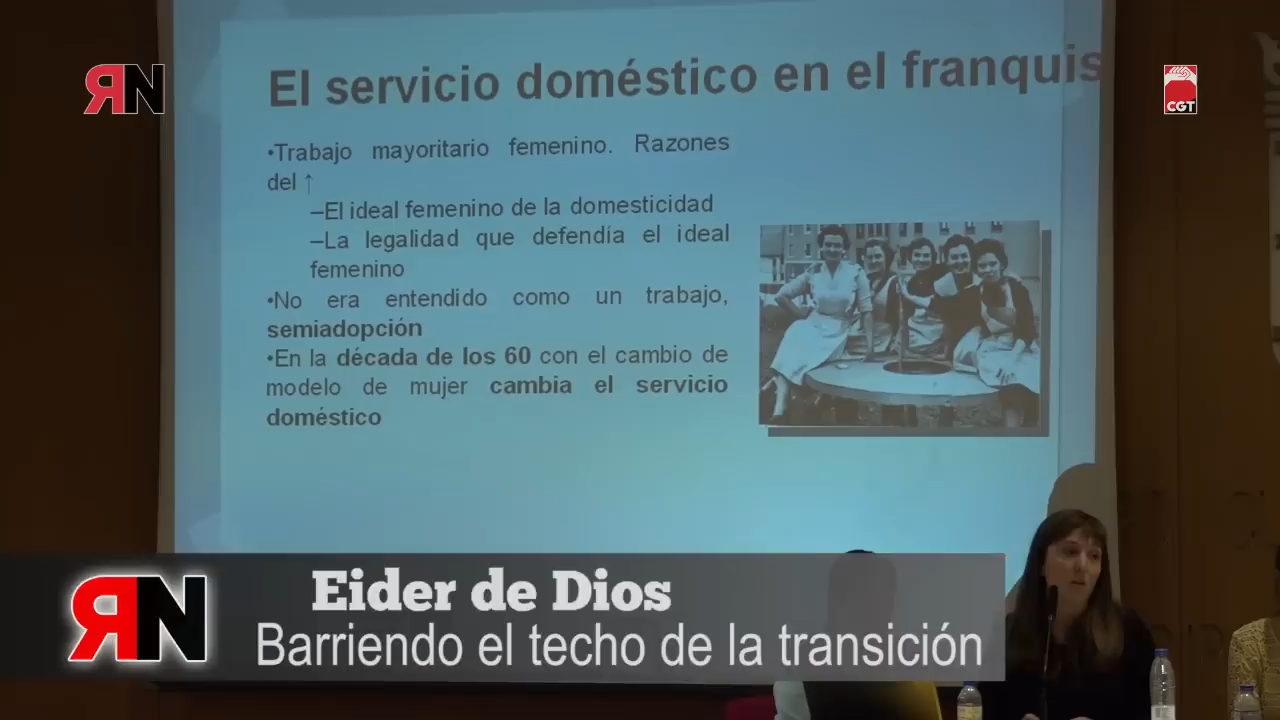 RN
CGT
El servicio doméstico en el franquis
•Trabajo mayoritario femenino. Razones
del ↑
–El ideal femenino de la domesticidad
–La legalidad que defendía el ideal
femenino
•No era entendido como un trabajo,
semiadopción
•En la década de los 60 con el cambio de
modelo de mujer cambia el servicio
doméstico
RN
Eider de Dios
Barriendo el techo de la transición